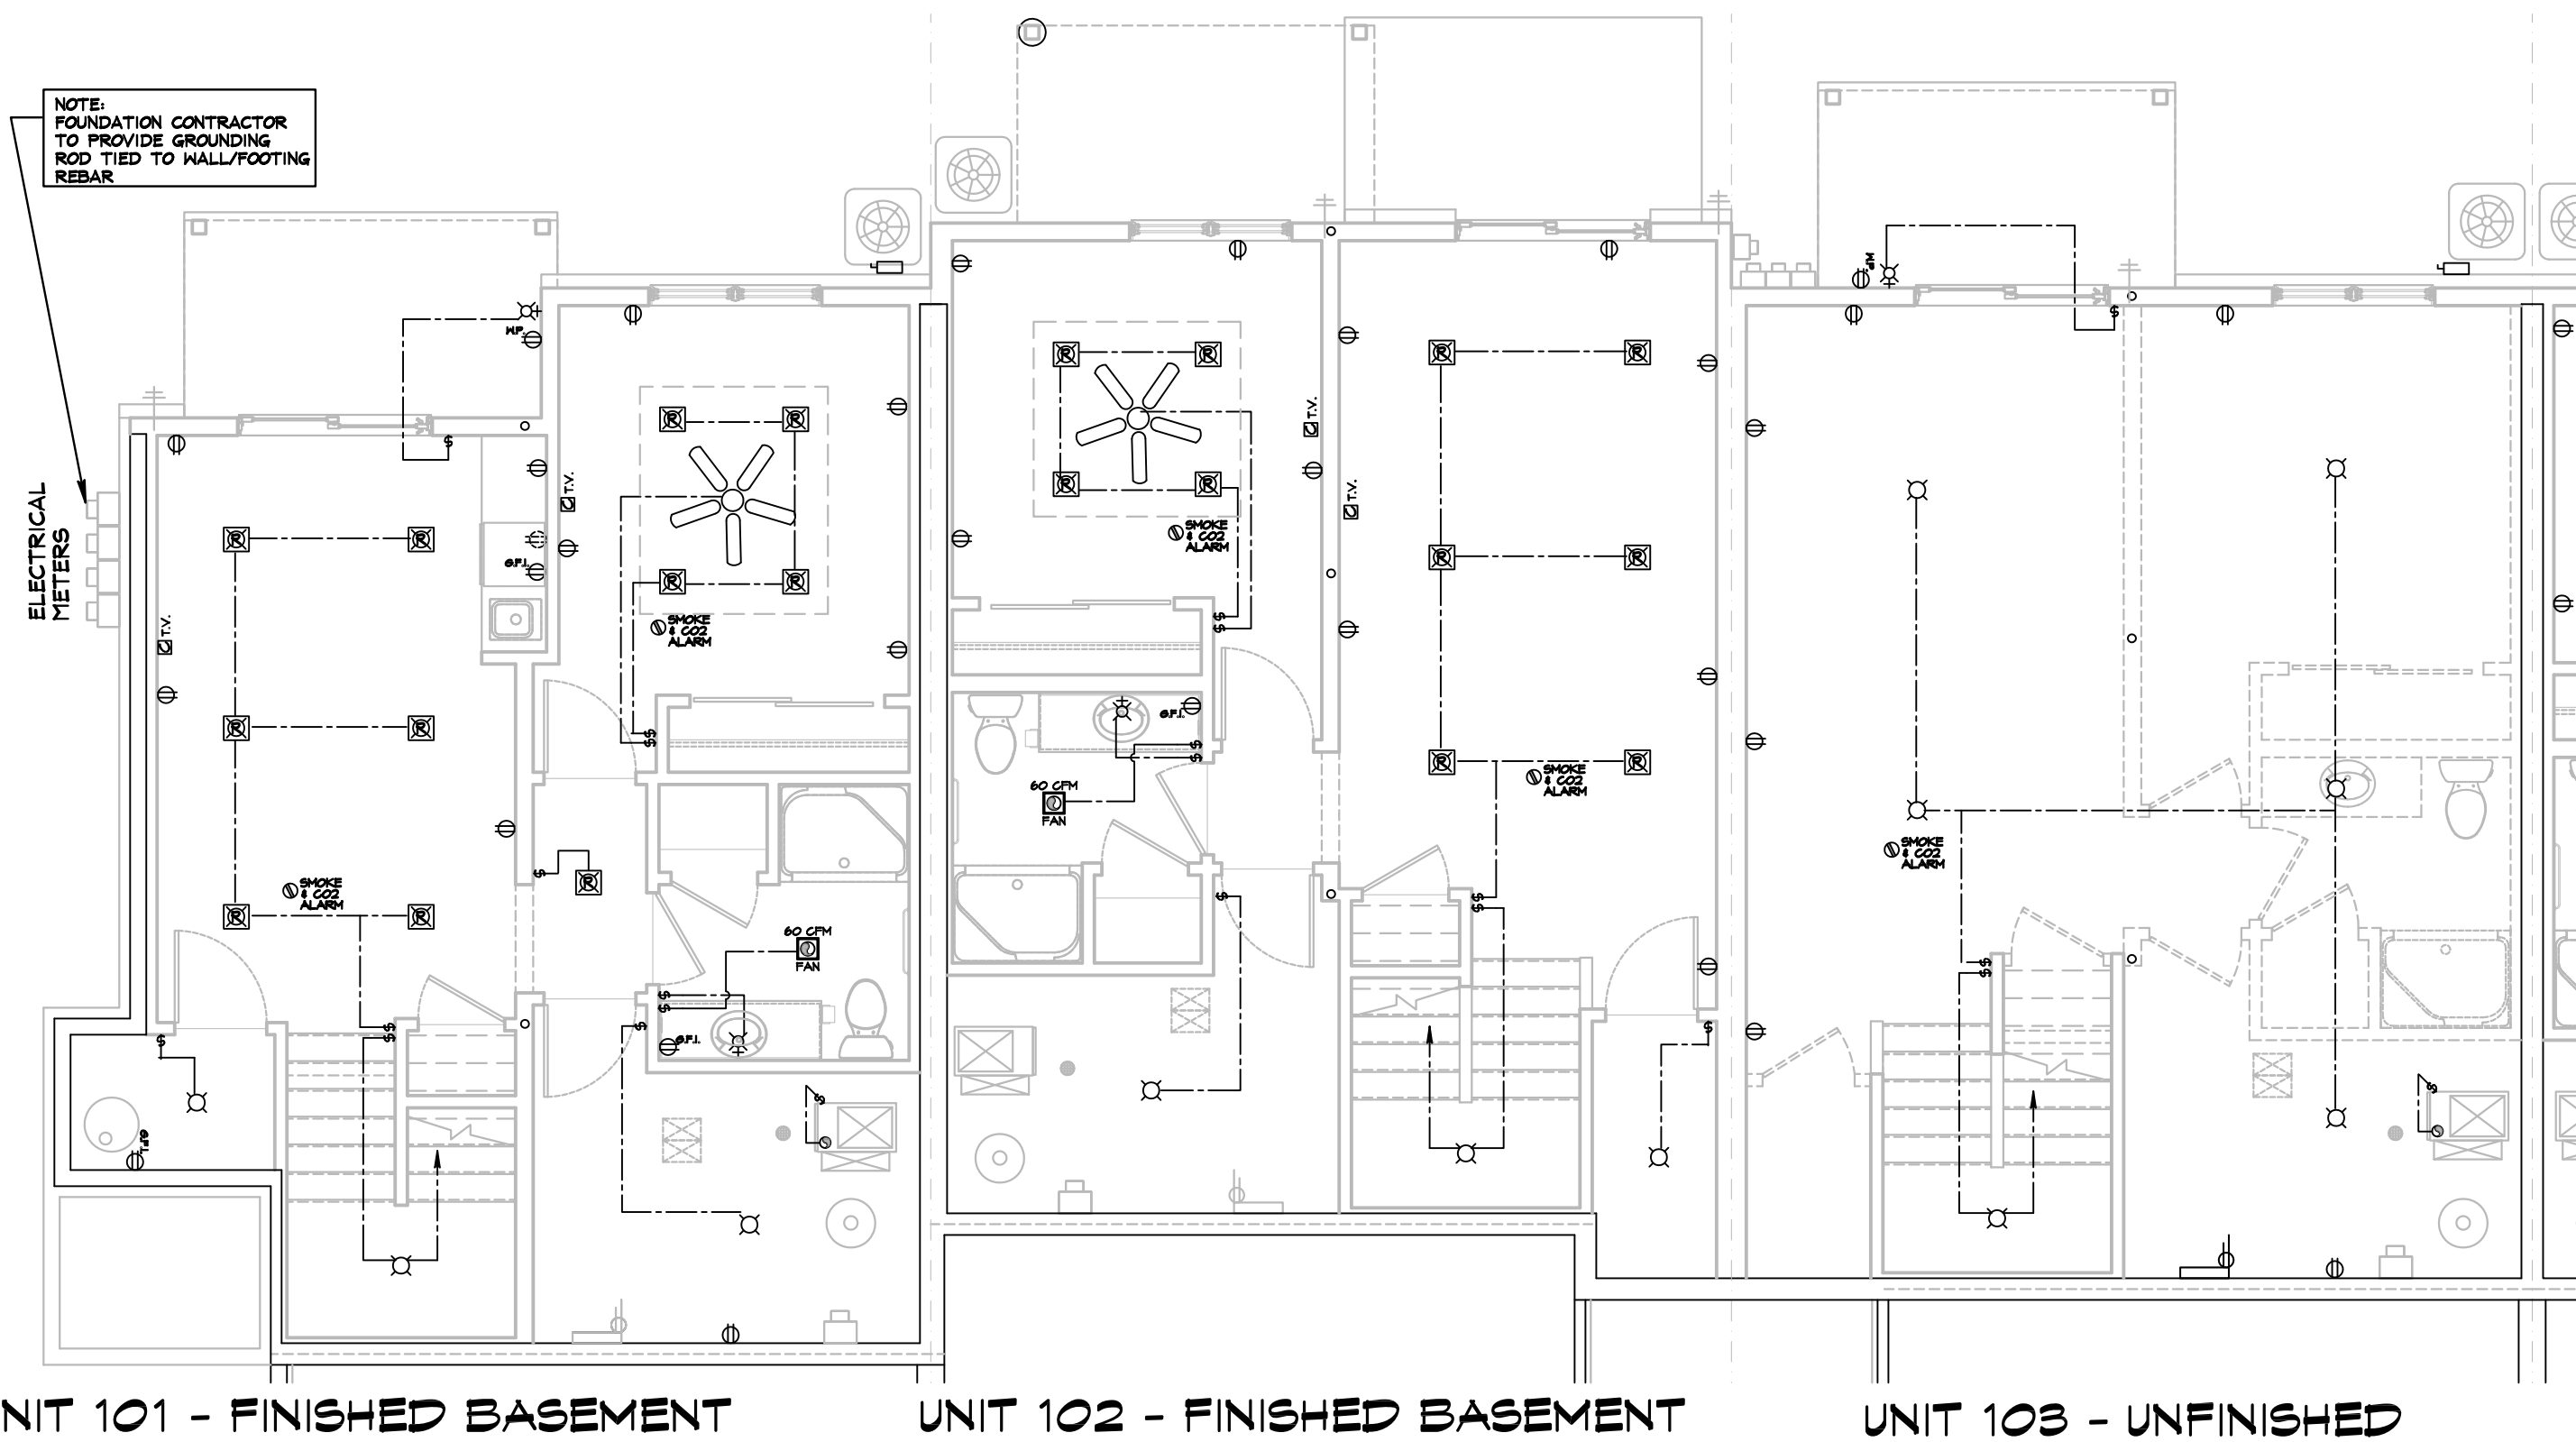 NOTE:
FOUNDATION CONTRACTOR
TO PROVIDE GROUNDING
ROD TIED TO WALL/FOOTING
REBAR
ELECTRICAL
METERS
W.P.
T.V.
G.F.I.
T.V.
SMOKE
& CO2
ALARM
SMOKE
& CO2
ALARM
60 CFM
FAN
G.F.I.
G.F.I.
T.V.
T.V.
SMOKE
& CO2
ALARM
G.F.I.
60 CFM
FAN
SMOKE
& CO2
ALARM
W.P.
SMOKE
& CO2
ALARM
R R
R R
R R
R R
R R
R
R R
R R
R R
R R
R R
NIT 101 - FINISHED BASEMENT
UNIT 102 - FINISHED BASEMENT
UNIT 103 - UNFINISHED